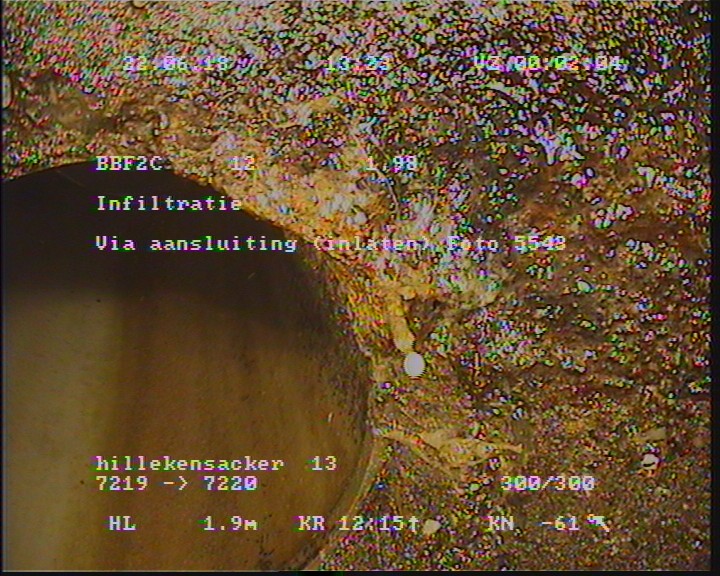 22.06.18 13:23 VZ 00:02:04
BBF2C 12 1.98
Infiltratie
Via aansluiting (inlaten) Foto 5548
hillekensacker 13
7219 -> 7220 300/300
HL 1.9m KR 12:15↑ KN -61